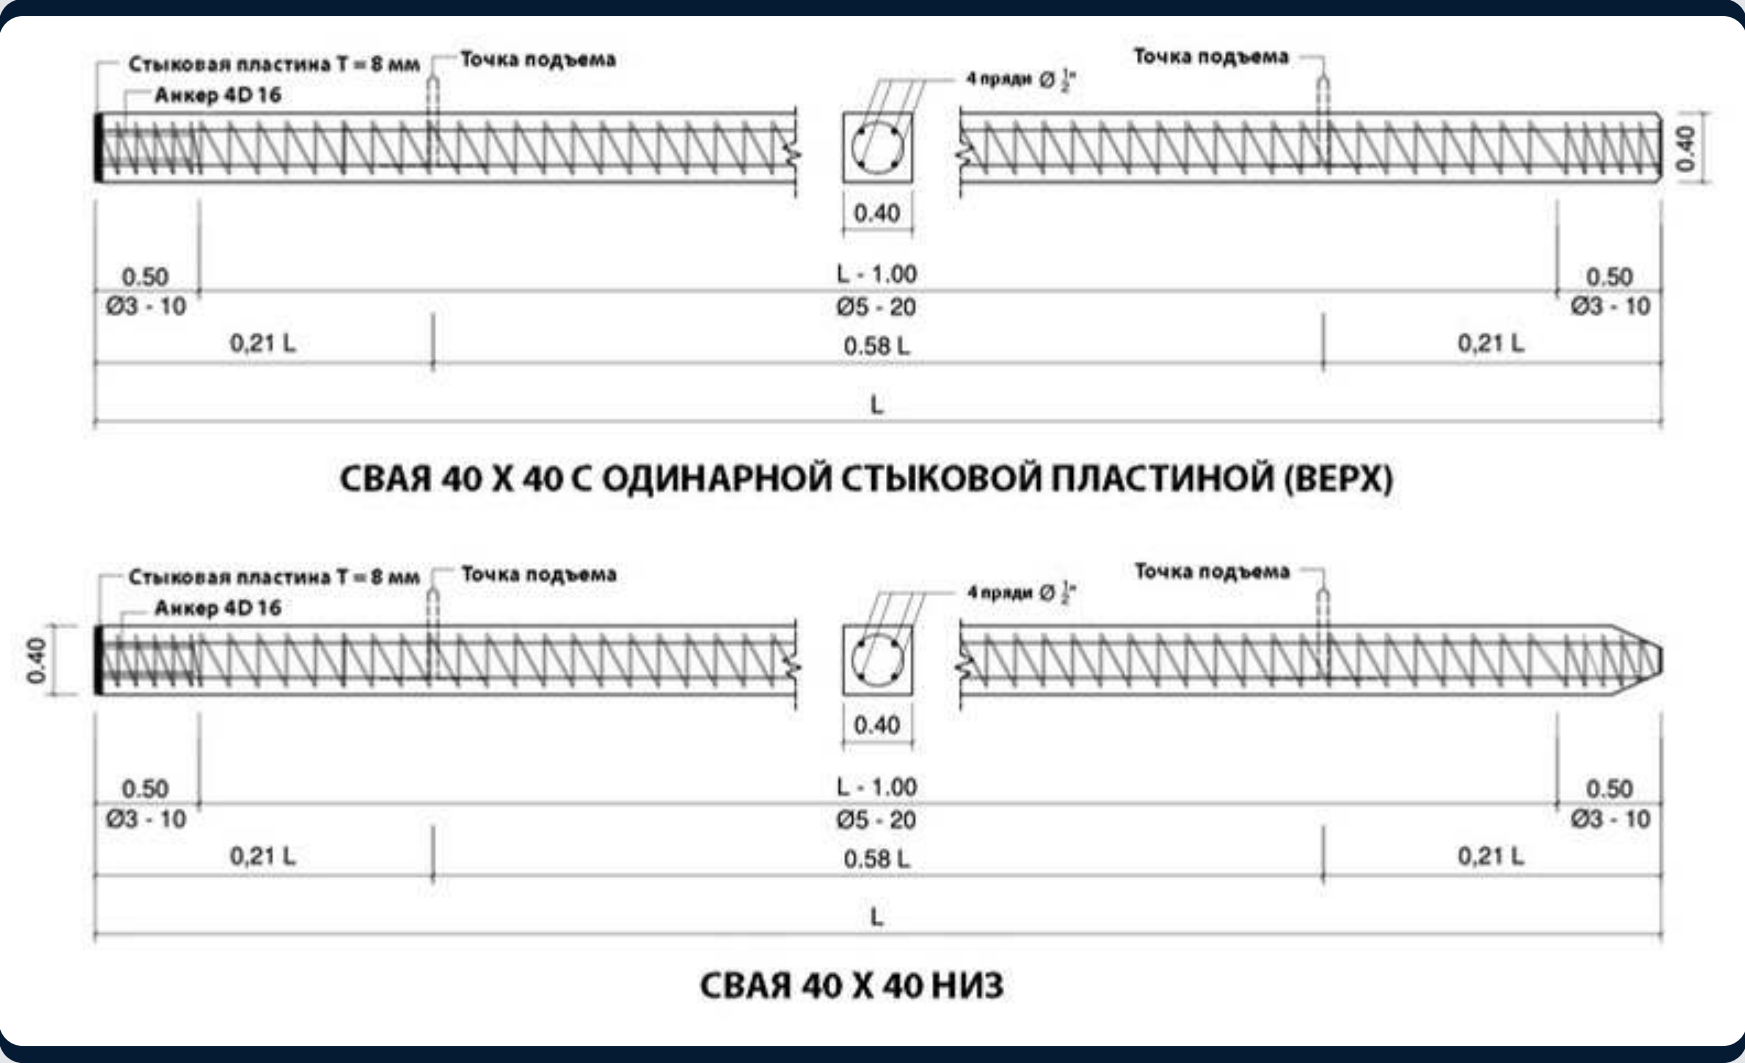 Стыковая пластина T = 8 мм
Точка подъема
Точка подъема
Анкер 4D 16
4 пряди Ø ½"
0.40
0.40
0.50
L - 1.00
0.50
Ø3 - 10
Ø5 - 20
Ø3 - 10
0,21 L
0.58 L
0,21 L
L
СВАЯ 40 X 40 С ОДИНАРНОЙ СТЫКОВОЙ ПЛАСТИНОЙ (ВЕРХ)
Стыковая пластина T = 8 мм
Точка подъема
Точка подъема
Анкер 4D 16
4 пряди Ø ½"
0.40
0.40
0.50
L - 1.00
0.50
Ø3 - 10
Ø5 - 20
Ø3 - 10
0,21 L
0.58 L
0,21 L
L
СВАЯ 40 X 40 НИЗ